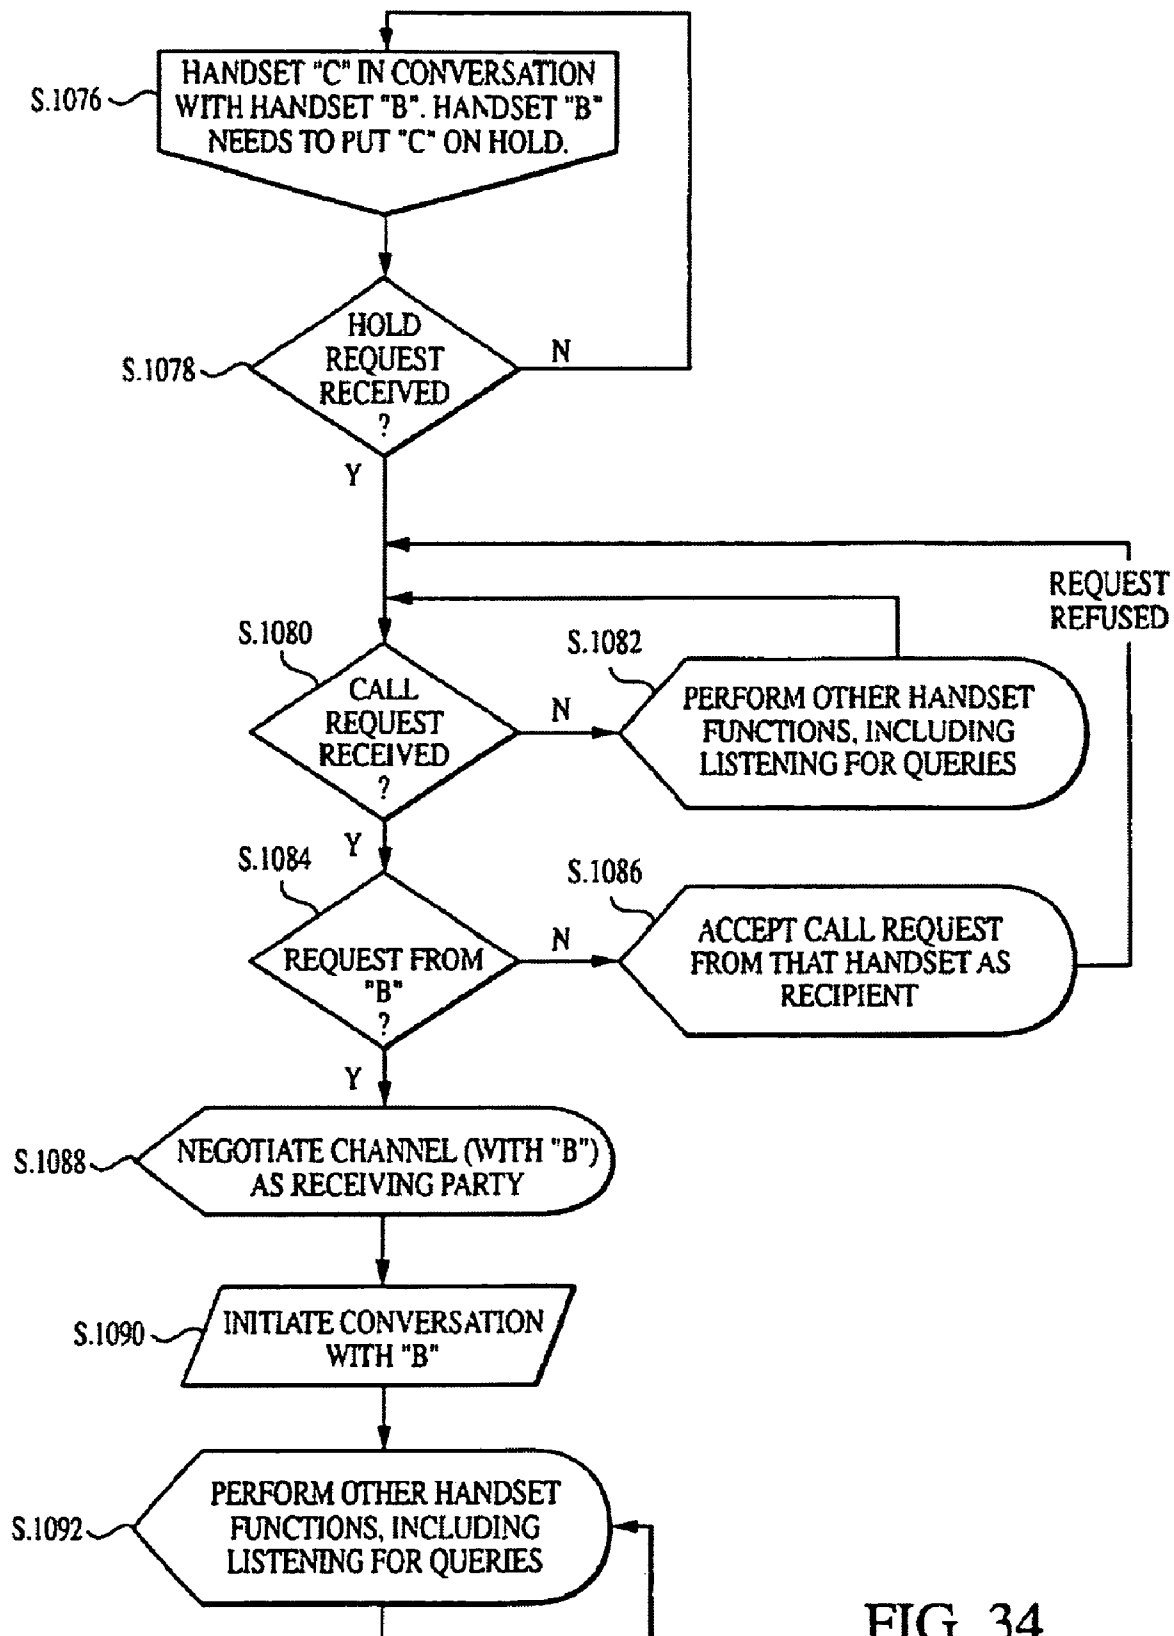 HANDSET "C" IN CONVERSATION
WITH HANDSET "B". HANDSET "B"
NEEDS TO PUT "C" ON HOLD.
S.1076
HOLD
REQUEST
RECEIVED
?
S.1078
N
Y
REQUEST
REFUSED
S.1080
CALL
REQUEST
RECEIVED
?
N
S.1082
PERFORM OTHER HANDSET
FUNCTIONS, INCLUDING
LISTENING FOR QUERIES
Y
S.1084
REQUEST FROM
"B"
?
N
S.1086
ACCEPT CALL REQUEST
FROM THAT HANDSET AS
RECIPIENT
Y
S.1088
NEGOTIATE CHANNEL (WITH "B")
AS RECEIVING PARTY
S.1090
INITIATE CONVERSATION
WITH "B"
S.1092
PERFORM OTHER HANDSET
FUNCTIONS, INCLUDING
LISTENING FOR QUERIES
FIG. 34